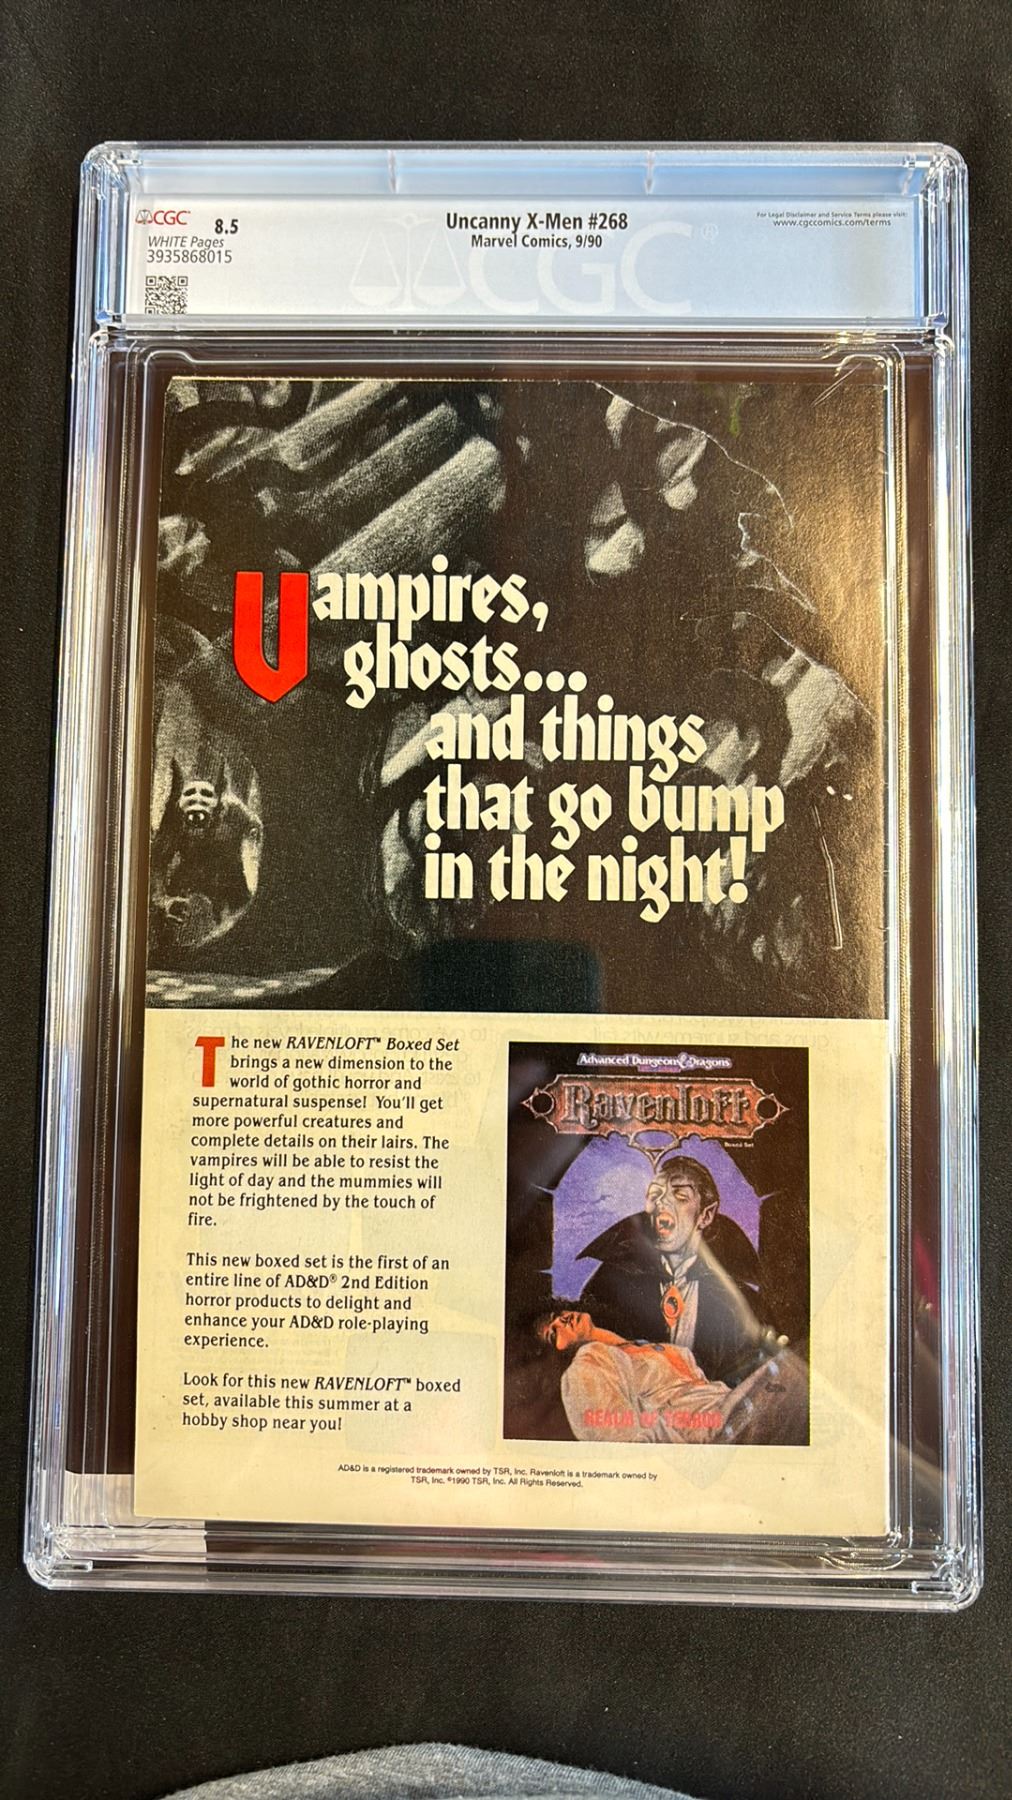 CGC
8.5
WHITE Pages
3935868015
Uncanny X-Men #268
Marvel Comics, 9/90
For Legal Disclaimer and Service Terms please visit:
www.cgccomics.com/terms
CGC®
Vampires,
ghosts...
and things
that go bump
in the night!
The new RAVENLOFT™ Boxed Set
brings a new dimension to the
world of gothic horror and
supernatural suspense! You'll get
more powerful creatures and
complete details on their lairs. The
vampires will be able to resist the
light of day and the mummies will
not be frightened by the touch of
fire.
This new boxed set is the first of an
entire line of AD&D® 2nd Edition
horror products to delight and
enhance your AD&D role-playing
experience.
Look for this new RAVENLOFT™ boxed
set, available this summer at a
hobby shop near you!
Advanced Dungeons & Dragons
Ravenloft
Boxed Set
REALM OF TERROR
AD&D is a registered trademark owned by TSR, Inc. Ravenloft is a trademark owned by
TSR, Inc. ©1990 TSR, Inc. All Rights Reserved.